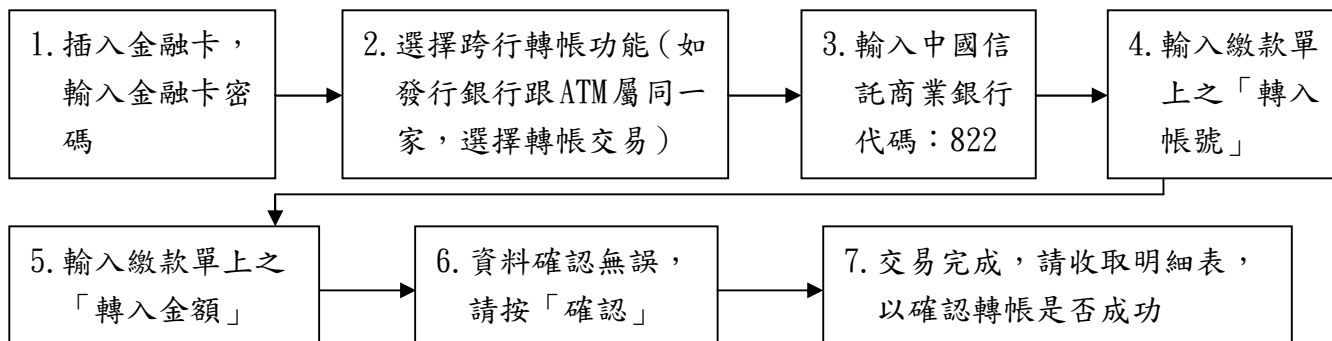 1.插入金融卡，
輸入金融卡密
碼
2.選擇跨行轉帳功能(如
發行銀行跟ATM屬同一
家，選擇轉帳交易)
3.輸入中國信
託商業銀行
代碼：822
4.輸入繳款單
上之「轉入
帳號」
5.輸入繳款單上之
「轉入金額」
6.資料確認無誤，
請按「確認」
7.交易完成，請收取明細表，
以確認轉帳是否成功